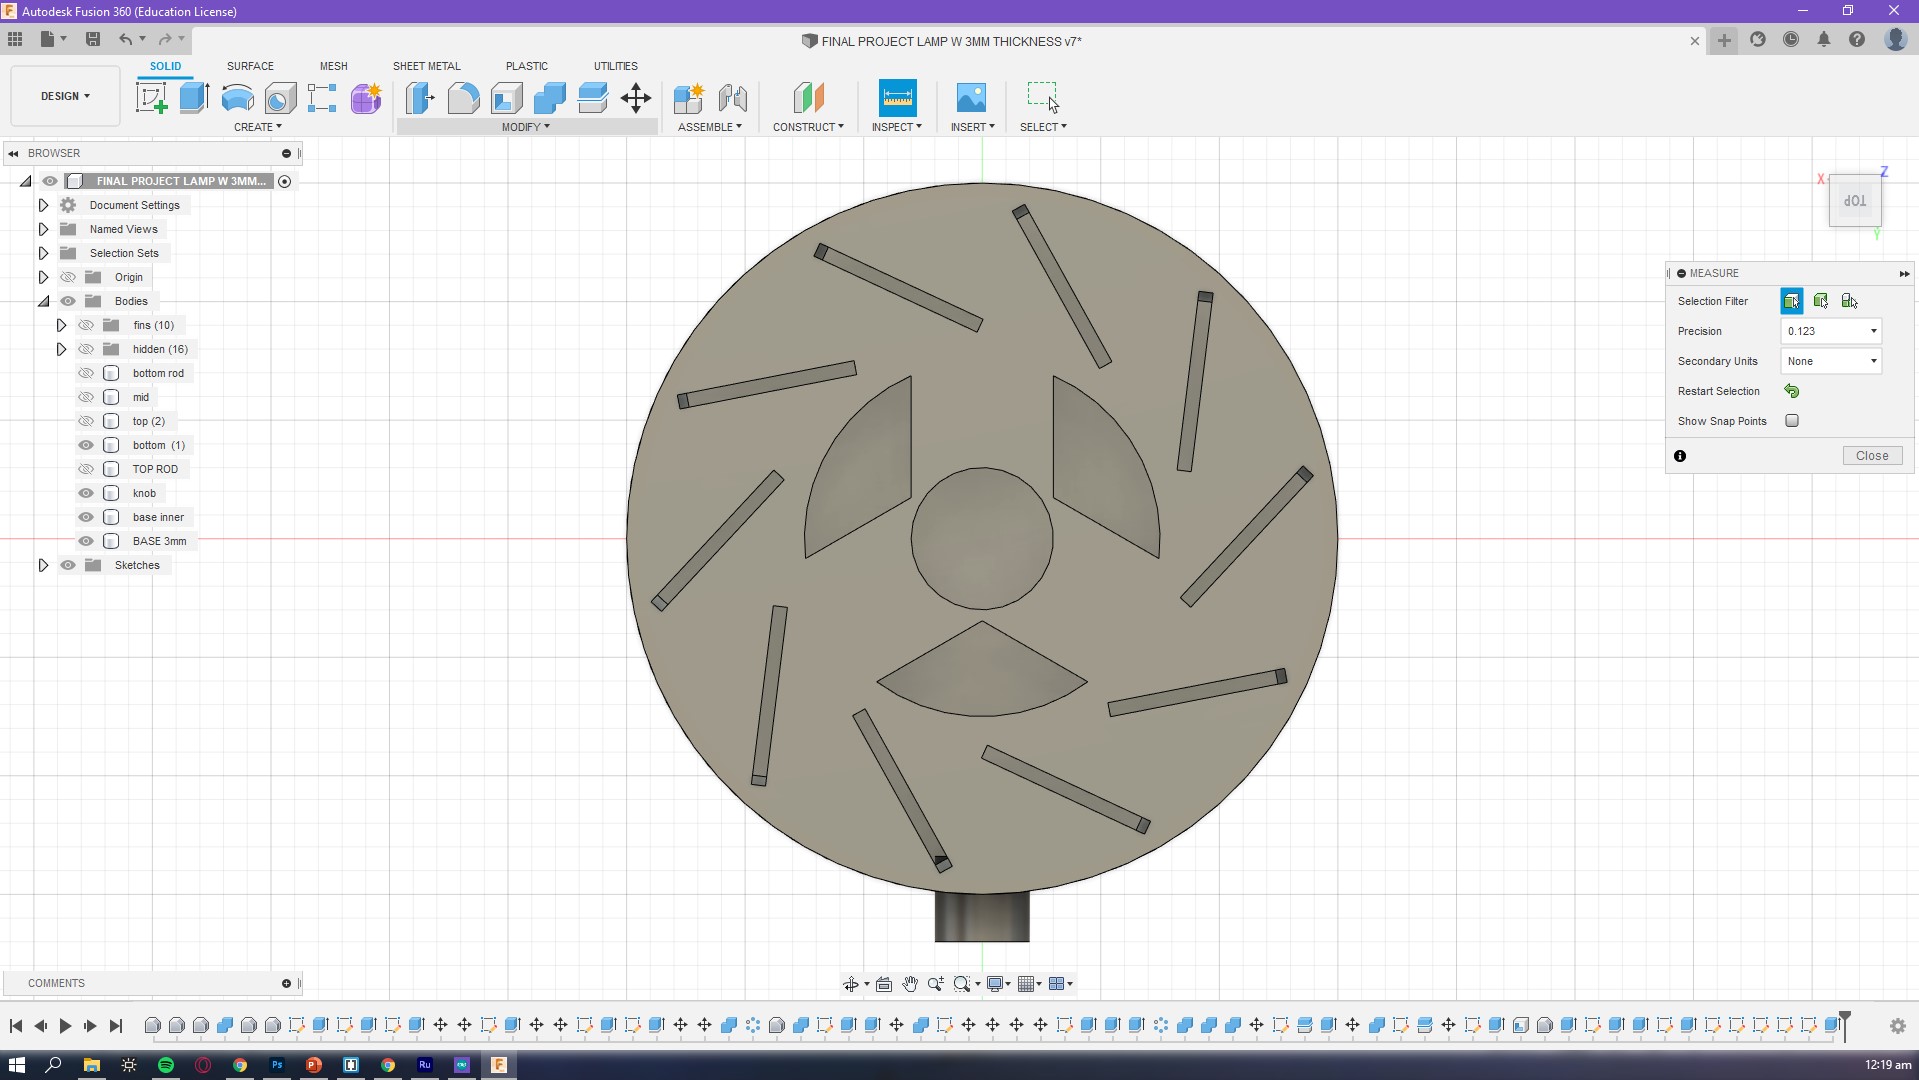 Autodesk Fusion 360 (Education License)
FINAL PROJECT LAMP W 3MM THICKNESS v7*
SOLID SURFACE MESH SHEET METAL PLASTIC UTILITIES
DESIGN
CREATE MODIFY ASSEMBLE CONSTRUCT INSPECT INSERT SELECT
BROWSER
FINAL PROJECT LAMP W 3MM...
Document Settings
Named Views
Selection Sets
Origin
Bodies
fins (10)
hidden (16)
bottom rod
mid
top (2)
bottom (1)
TOP ROD
knob
base inner
BASE 3mm
Sketches
X
Z
TOP
Y
MEASURE
Selection Filter
Precision 0.123
Secondary Units None
Restart Selection
Show Snap Points
Close
COMMENTS
Ps
P
Ru
F
12:19 am